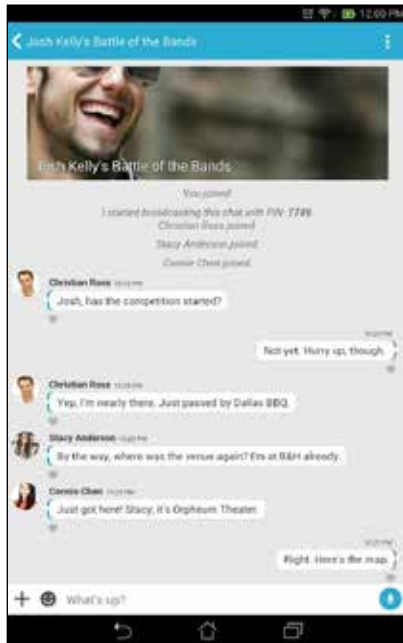 12:00 PM
Josh Kelly's Battle of the Bands
Josh Kelly's Battle of the Bands
You joined
I started broadcasting this chat with PIN: 7749
Christian Ross joined
Stacy Anderson joined
Connie Chen joined
Christian Ross
Josh, has the competition started?
Not yet. Hurry up, though.
Christian Ross
Yep, I'm nearly there. Just passed by Dallas BBQ.
Stacy Anderson
By the way, where was the venue again? I'm at B&H already.
Connie Chen
Just got here! Stacy, it's Orpheum Theater.
Right. Here's the map.
What's up?